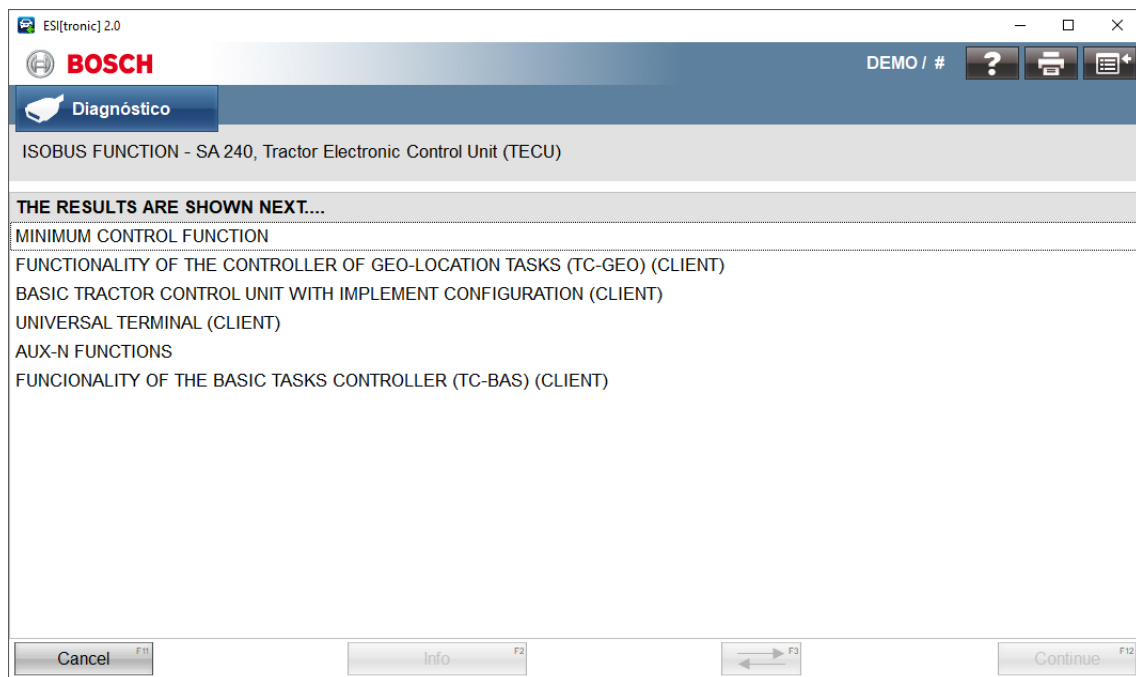 ESI[tronic] 2.0
BOSCH
DEMO / #
?
Diagnóstico
ISOBUS FUNCTION - SA 240, Tractor Electronic Control Unit (TECU)
THE RESULTS ARE SHOWN NEXT....
MINIMUM CONTROL FUNCTION
FUNCTIONALITY OF THE CONTROLLER OF GEO-LOCATION TASKS (TC-GEO) (CLIENT)
BASIC TRACTOR CONTROL UNIT WITH IMPLEMENT CONFIGURATION (CLIENT)
UNIVERSAL TERMINAL (CLIENT)
AUX-N FUNCTIONS
FUNCIONALITY OF THE BASIC TASKS CONTROLLER (TC-BAS) (CLIENT)
Cancel F11
Info F2
F3
Continue F12